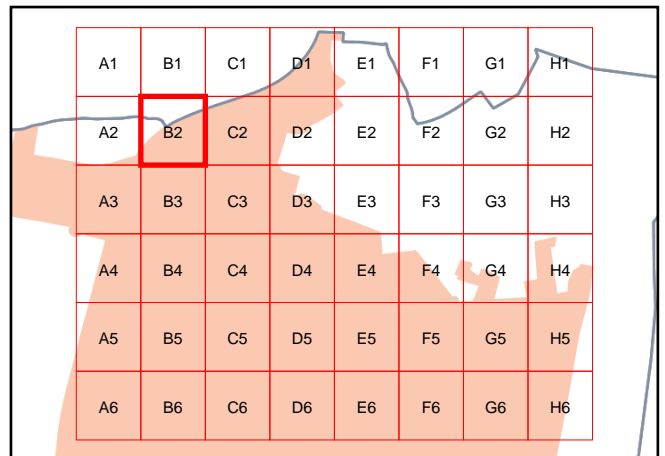 A1 B1 C1 D1 E1 F1 G1 H1
A2 B2 C2 D2 E2 F2 G2 H2
A3 B3 C3 D3 E3 F3 G3 H3
A4 B4 C4 D4 E4 F4 G4 H4
A5 B5 C5 D5 E5 F5 G5 H5
A6 B6 C6 D6 E6 F6 G6 H6